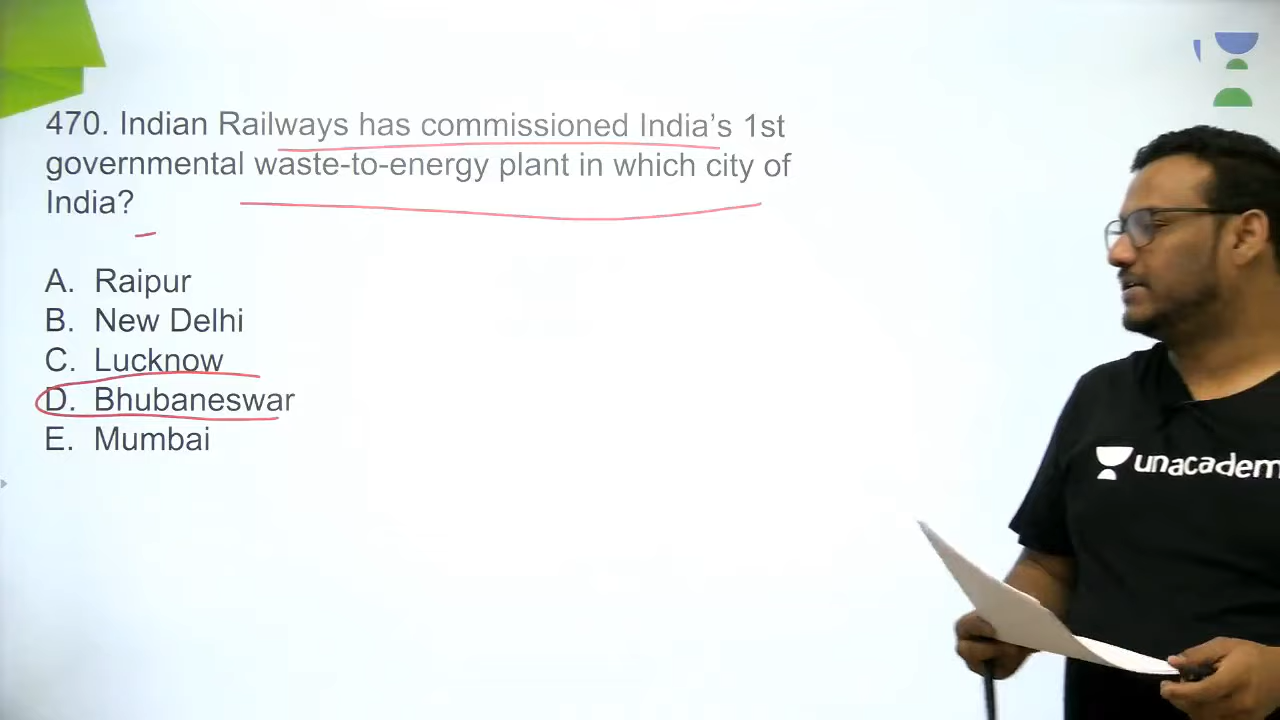 470. Indian Railways has commissioned India’s 1st
governmental waste-to-energy plant in which city of
India?
A. Raipur
B. New Delhi
C. Lucknow
D. Bhubaneswar
E. Mumbai
unacadem